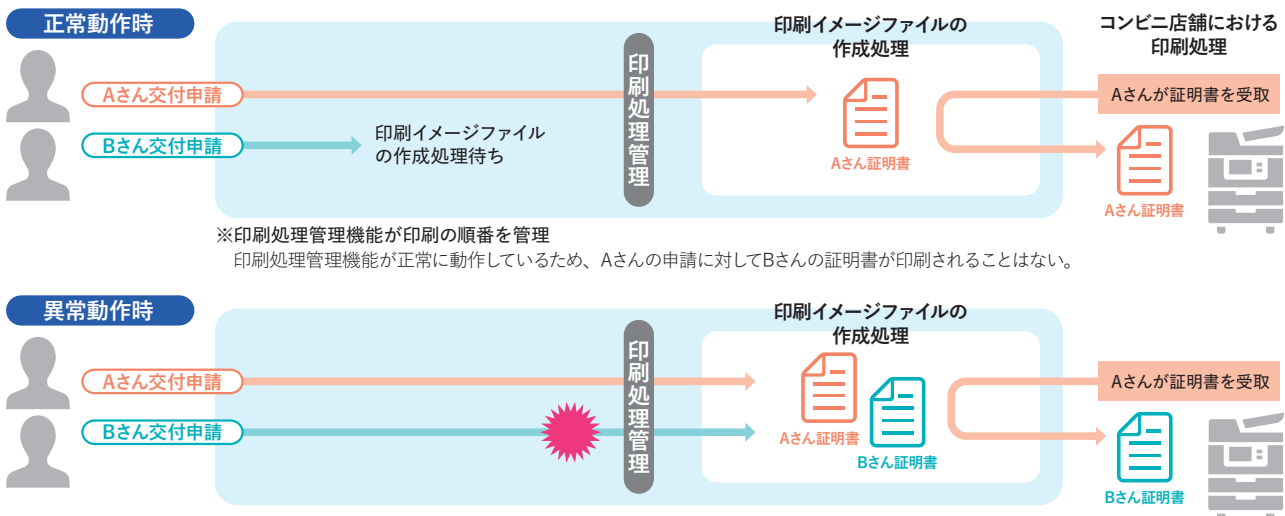 正常動作時
印刷イメージファイルの
作成処理
コンビニ店舗における
印刷処理
Aさん交付申請
Bさん交付申請
印刷イメージファイル
の作成処理待ち
印刷処理管理
Aさん証明書
Aさんが証明書を受取
Aさん証明書
※印刷処理管理機能が印刷の順番を管理
印刷処理管理機能が正常に動作しているため、Aさんの申請に対してBさんの証明書が印刷されることはない。
異常動作時
印刷イメージファイルの
作成処理
Aさん交付申請
Bさん交付申請
印刷処理管理
Aさん証明書
Bさん証明書
Aさんが証明書を受取
Bさん証明書